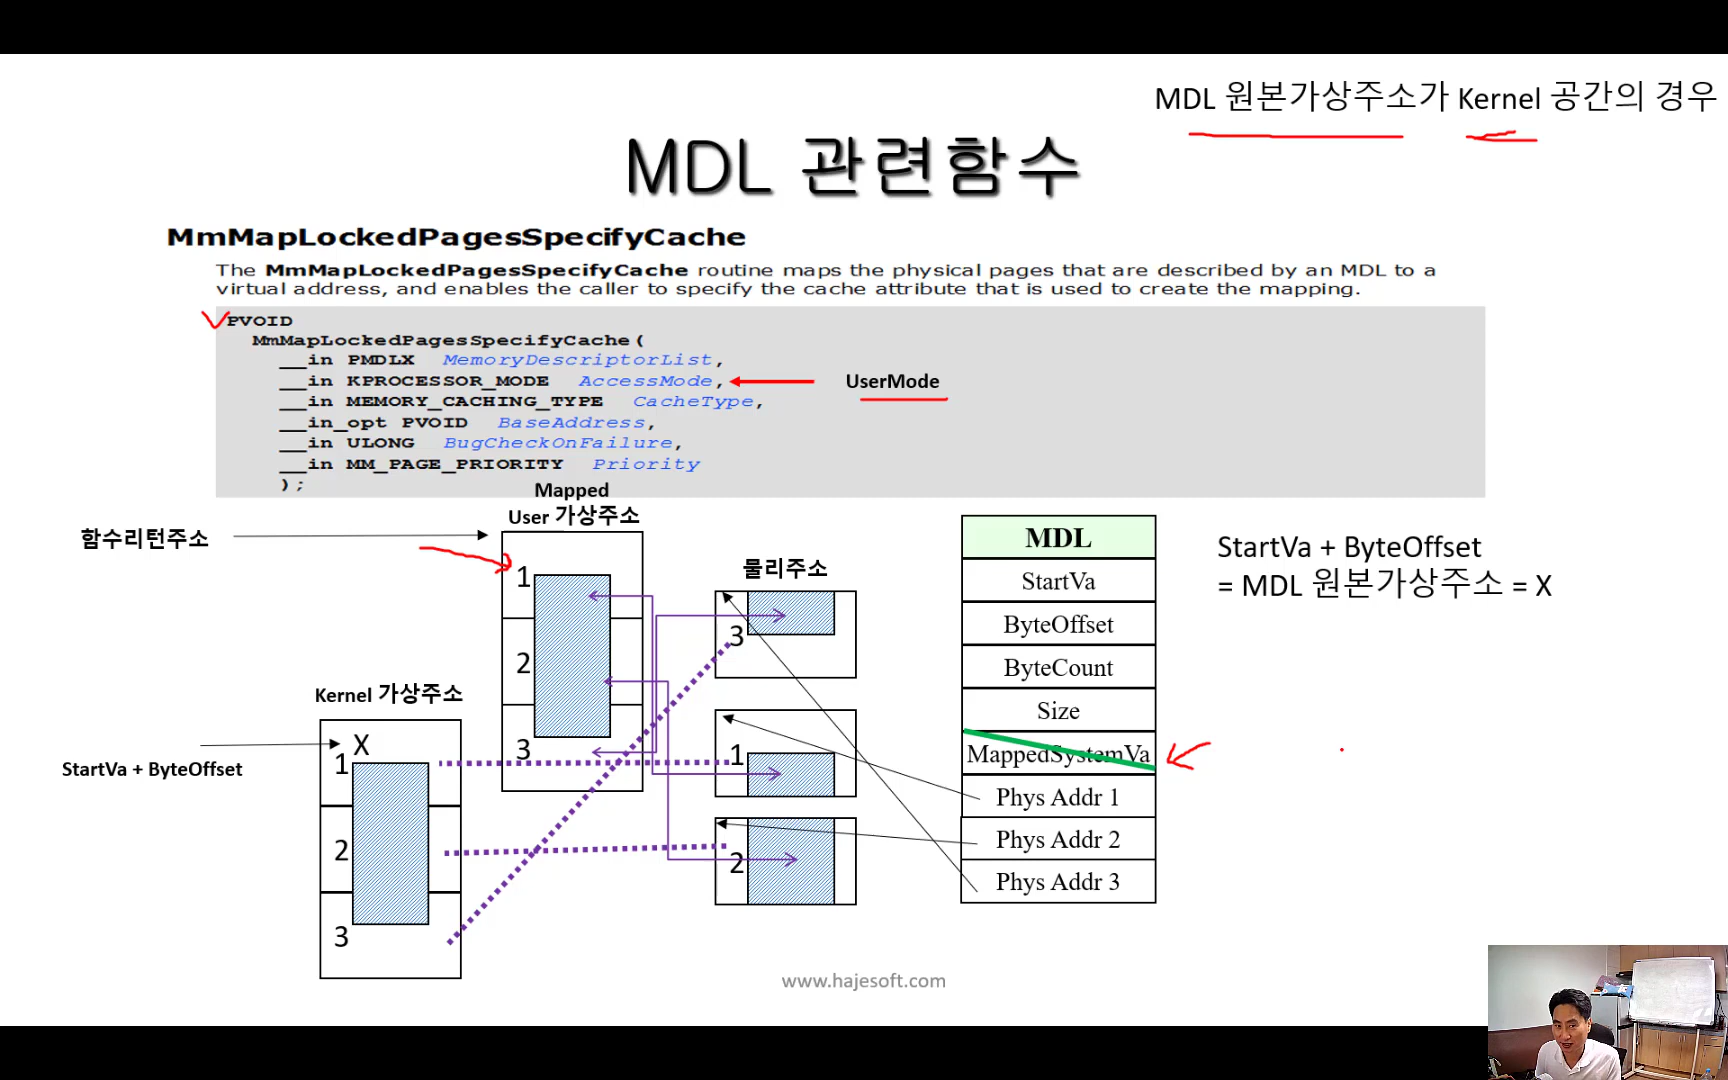 MDL 원본가상주소가 Kernel 공간의 경우
MDL 관련함수
MmMapLockedPagesSpecifyCache
The MmMapLockedPagesSpecifyCache routine maps the physical pages that are described by an MDL to a
virtual address, and enables the caller to specify the cache attribute that is used to create the mapping.
PVOID
MmMapLockedPagesSpecifyCache(
__in PMDLX MemoryDescriptorList,
__in KPROCESSOR_MODE AccessMode,
UserMode
__in MEMORY_CACHING_TYPE CacheType,
__in_opt PVOID BaseAddress,
__in ULONG BugCheckOnFailure,
__in MM_PAGE_PRIORITY Priority
);
Mapped
User 가상주소
함수리턴주소
1
2
3
Kernel 가상주소
X
StartVa + ByteOffset
1
2
3
물리주소
3
1
2
MDL
StartVa
ByteOffset
ByteCount
Size
MappedSystemVa
Phys Addr 1
Phys Addr 2
Phys Addr 3
StartVa + ByteOffset
= MDL 원본가상주소 = X
www.hajesoft.com